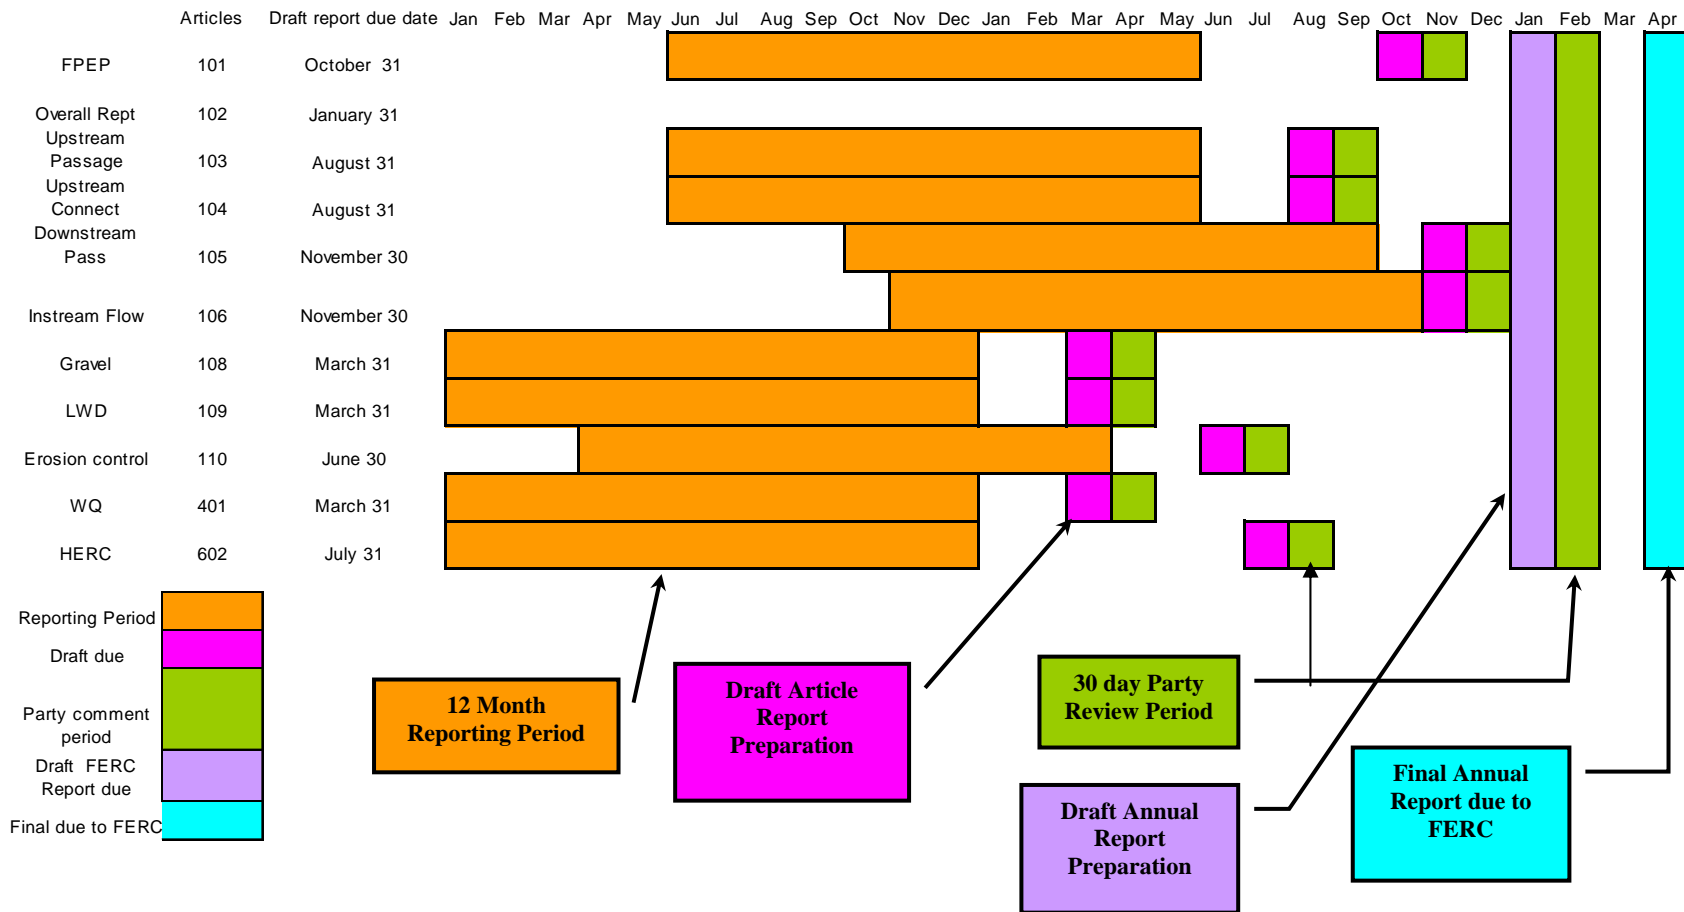 Articles Draft report due date Jan Feb Mar Apr May Jun Jul Aug Sep Oct Nov Dec Jan Feb Mar Apr May Jun Jul Aug Sep Oct Nov Dec Jan Feb Mar Apr
FPEP 101 October 31
Overall Rept 102 January 31
Upstream
Passage 103 August 31
Upstream
Connect 104 August 31
Downstream
Pass 105 November 30
Instream Flow 106 November 30
Gravel 108 March 31
LWD 109 March 31
Erosion control 110 June 30
WQ 401 March 31
HERC 602 July 31
Reporting Period
Draft due
Party comment
period
Draft FERC
Report due
Final due to FERC
12 Month
Reporting Period
Draft Article
Report
Preparation
30 day Party
Review Period
Draft Annual
Report
Preparation
Final Annual
Report due to
FERC